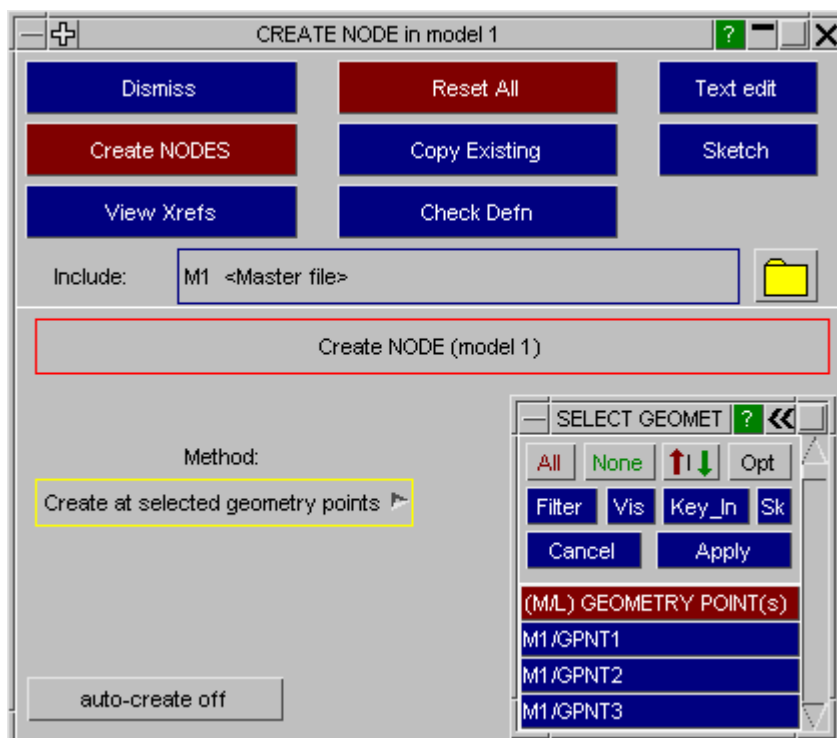 CREATE NODE in model 1 ?
Dismiss Reset All Text edit
Create NODES Copy Existing Sketch
View Xrefs Check Defn
Include: M1 <Master file>
Create NODE (model 1)
SELECT GEOMET ?
Method:
All None Opt
Create at selected geometry points
Filter Vis Key_In Sk
Cancel Apply
(M/L) GEOMETRY POINT(s)
M1/GPNT1
M1/GPNT2
auto-create off
M1/GPNT3